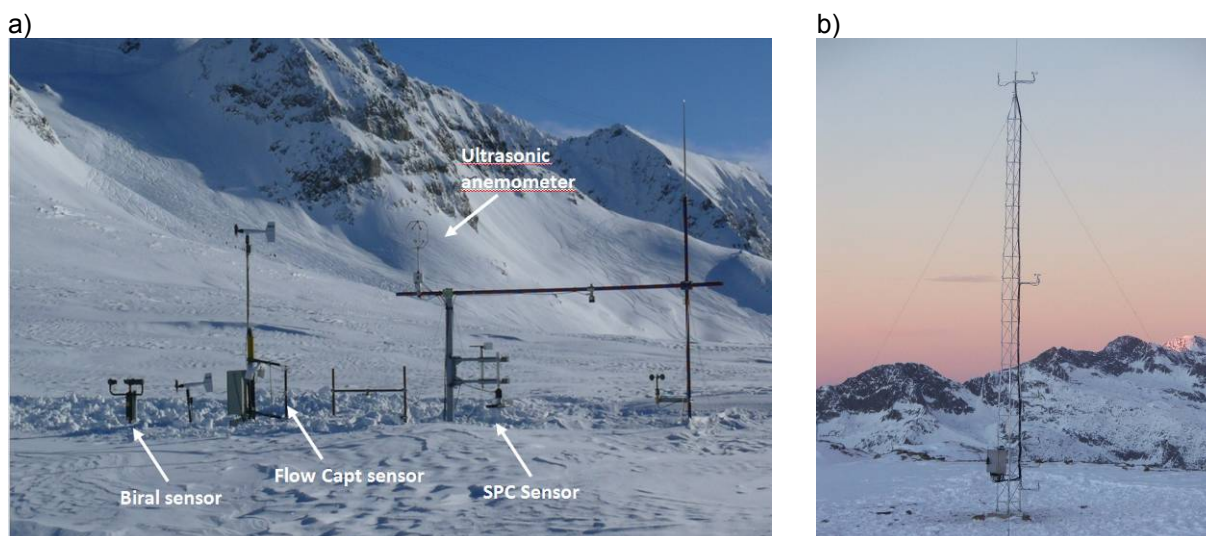 a)
b)
Ultrasonic
anemometer
Biral sensor
Flow Capt sensor
SPC Sensor